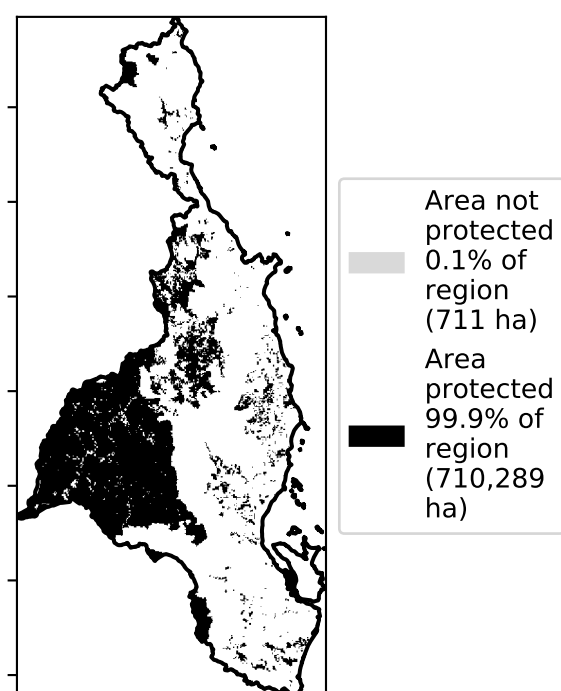 Area not
protected
0.1% of
region
(711 ha)
Area
protected
99.9% of
region
(710,289
ha)